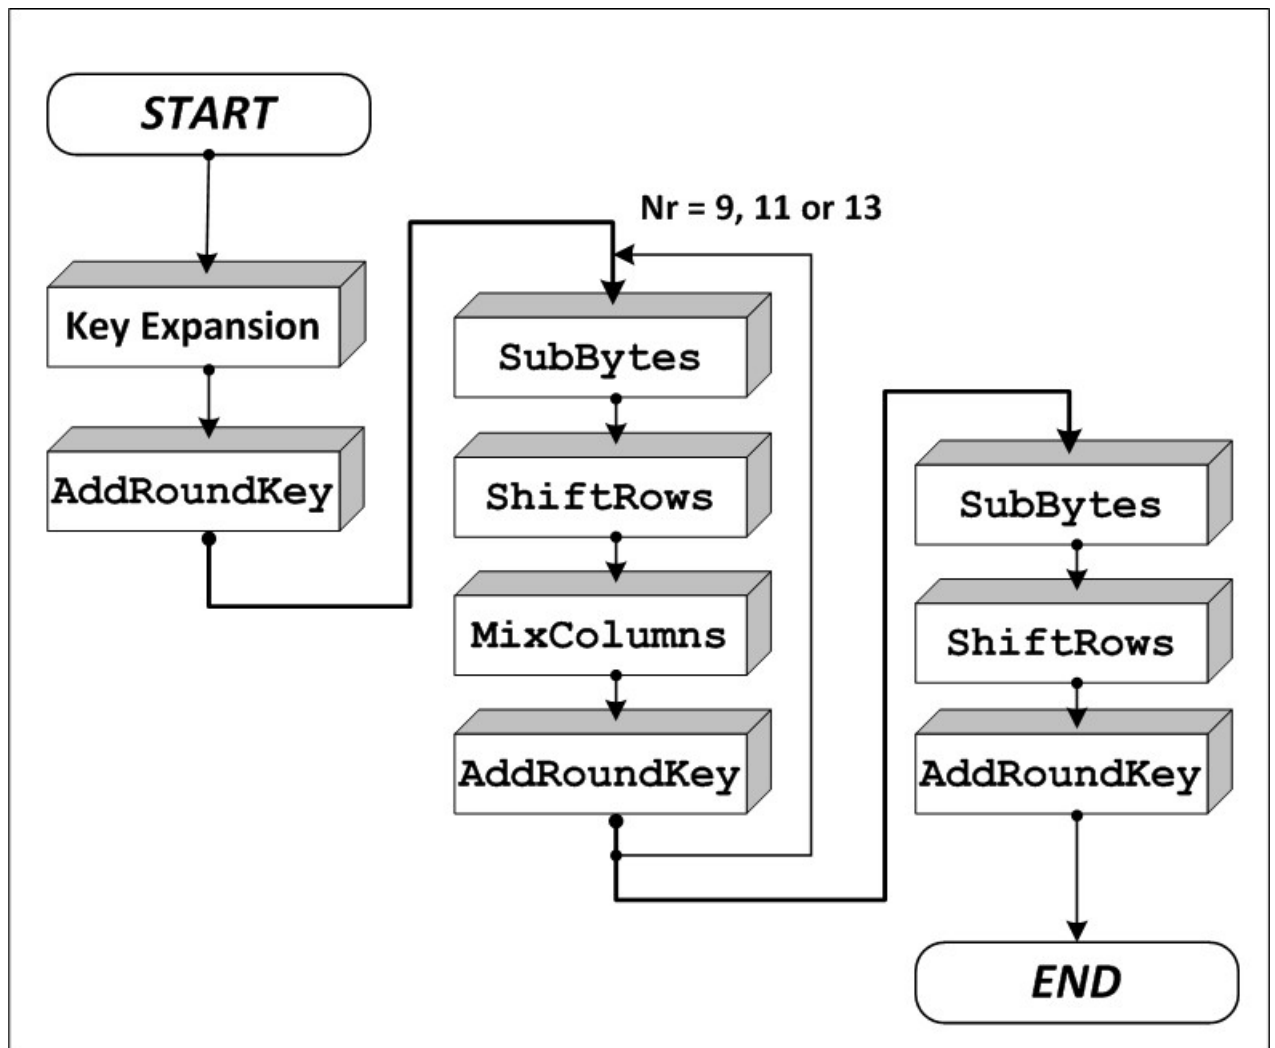 START
Key Expansion
AddRoundKey
Nr = 9, 11 or 13
SubBytes
ShiftRows
MixColumns
AddRoundKey
SubBytes
ShiftRows
AddRoundKey
END